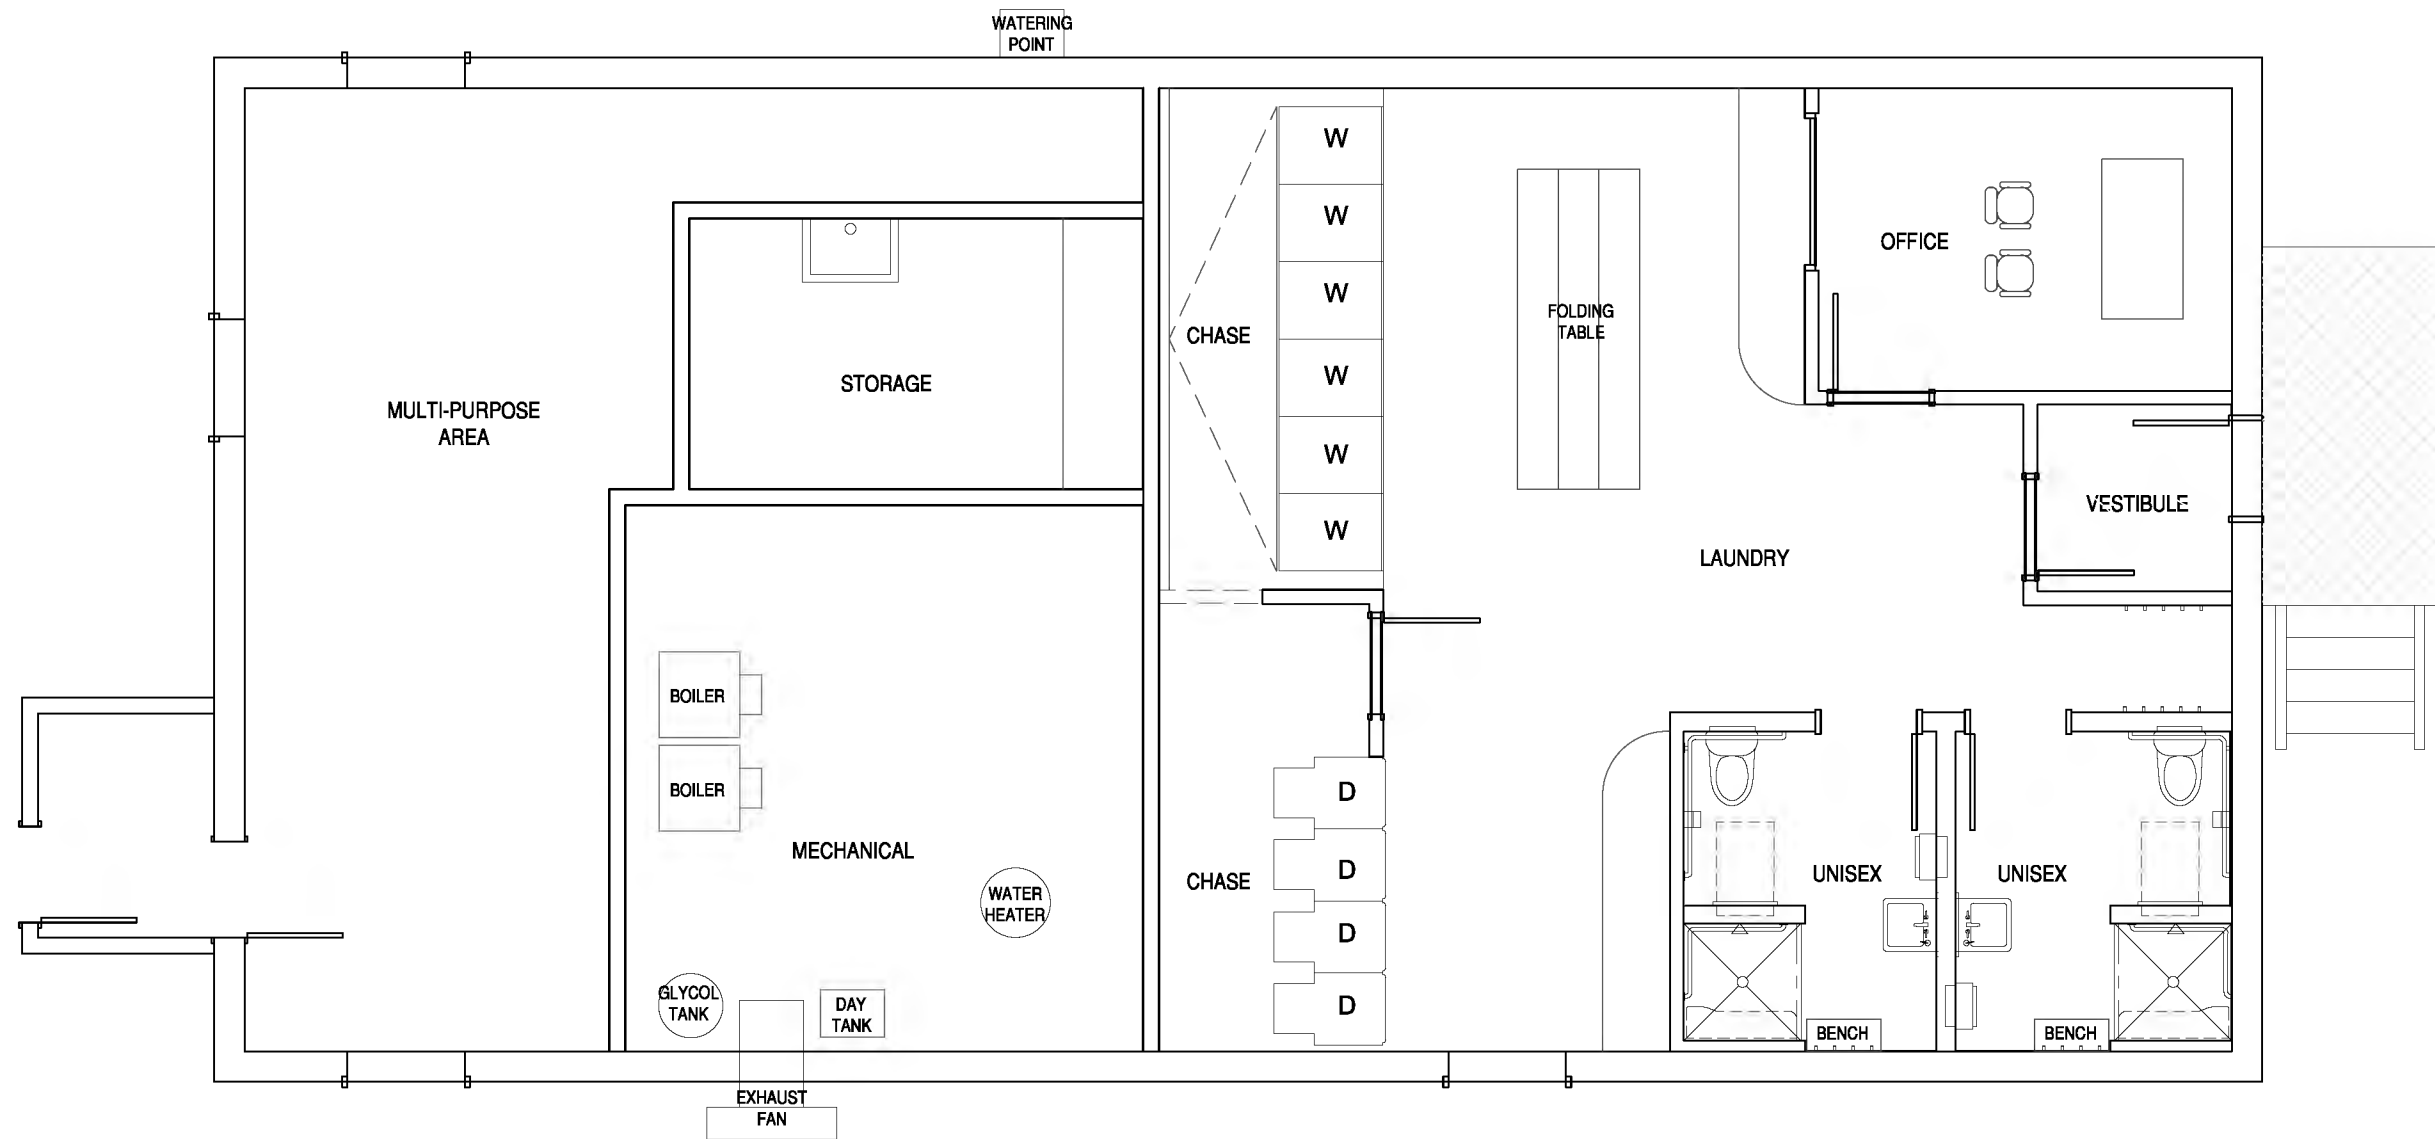 WATERING
POINT
W
W
W
W
W
W
CHASE
FOLDING
TABLE
OFFICE
STORAGE
MULTI-PURPOSE
AREA
VESTIBULE
LAUNDRY
BOILER
BOILER
MECHANICAL
WATER
HEATER
GLYCOL
TANK
DAY
TANK
EXHAUST
FAN
CHASE
D
D
D
D
UNISEX
UNISEX
BENCH
BENCH